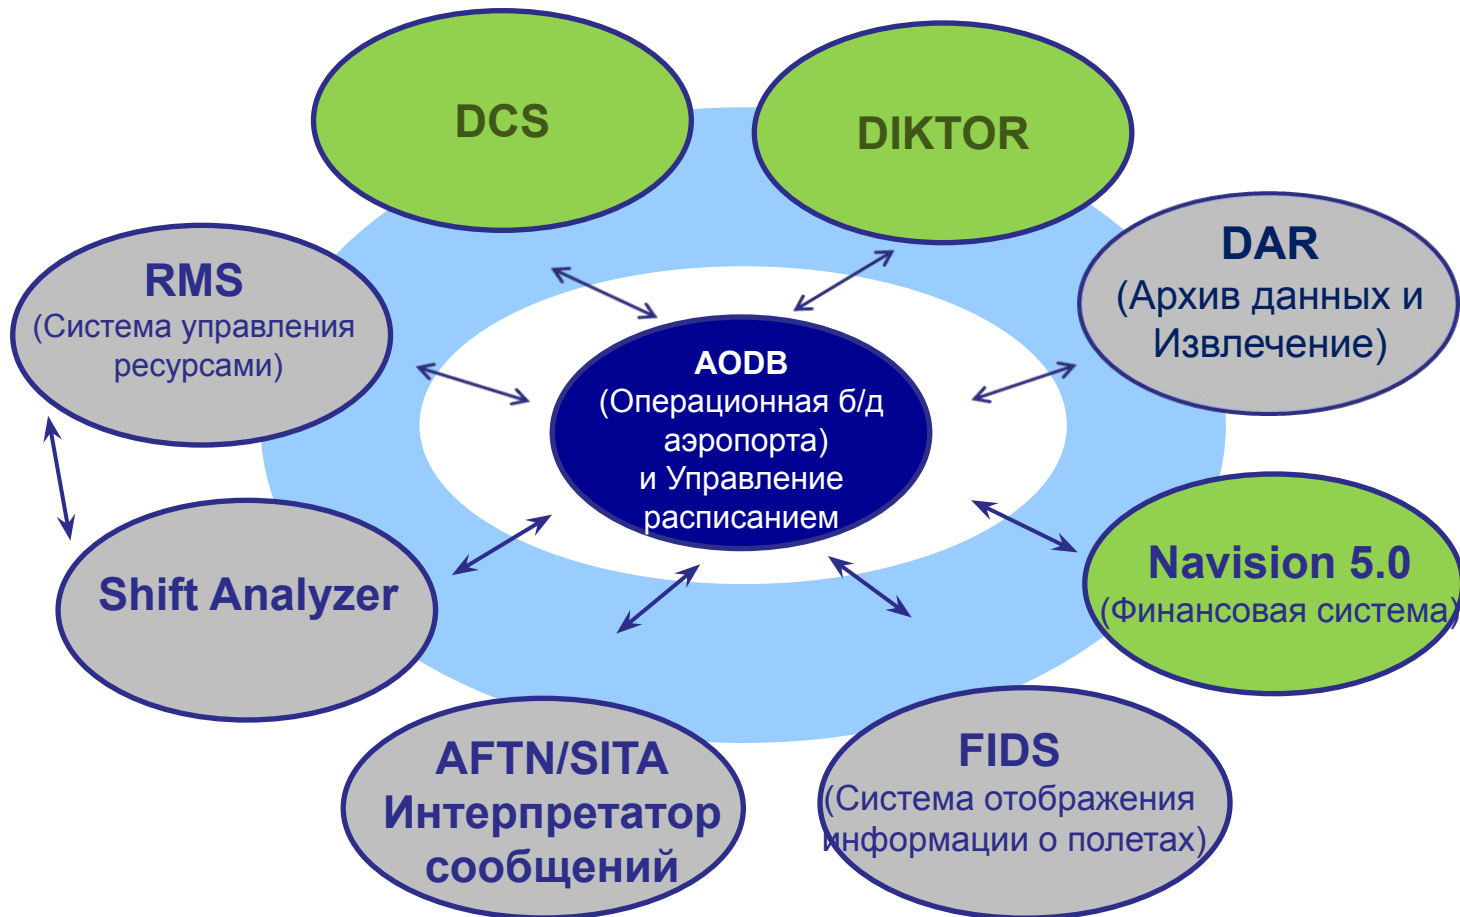 DCS
DIKTOR
DAR
(Архив данных и
Извлечение)
RMS
(Система управления
ресурсами)
AODB
(Операционная б/д
аэропорта)
и Управление
расписанием
Navision 5.0
(Финансовая система)
Shift Analyzer
AFTN/SITA
Интерпретатор
сообщений
FIDS
(Система отображения
информации о полетах)